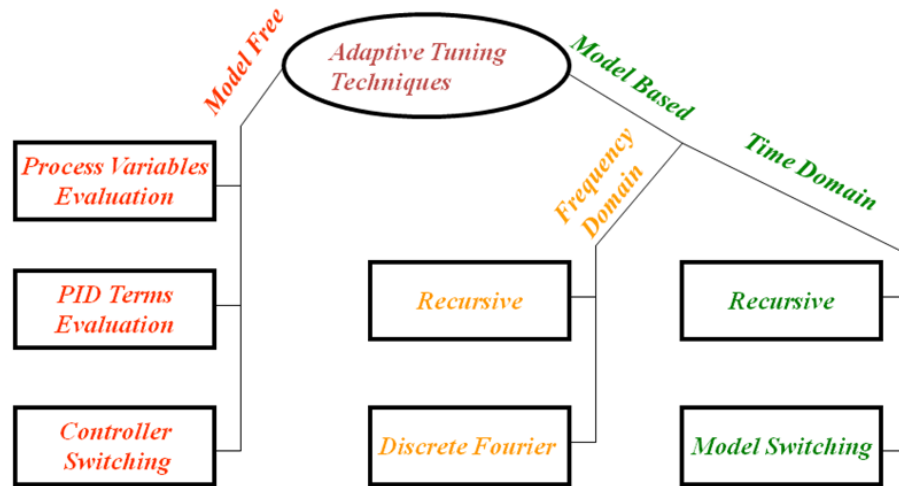 Adaptive Tuning
Techniques
Model Free
Process Variables
Evaluation
PID Terms
Evaluation
Controller
Switching
Model Based
Frequency
Domain
Recursive
Discrete Fourier
Time Domain
Recursive
Model Switching